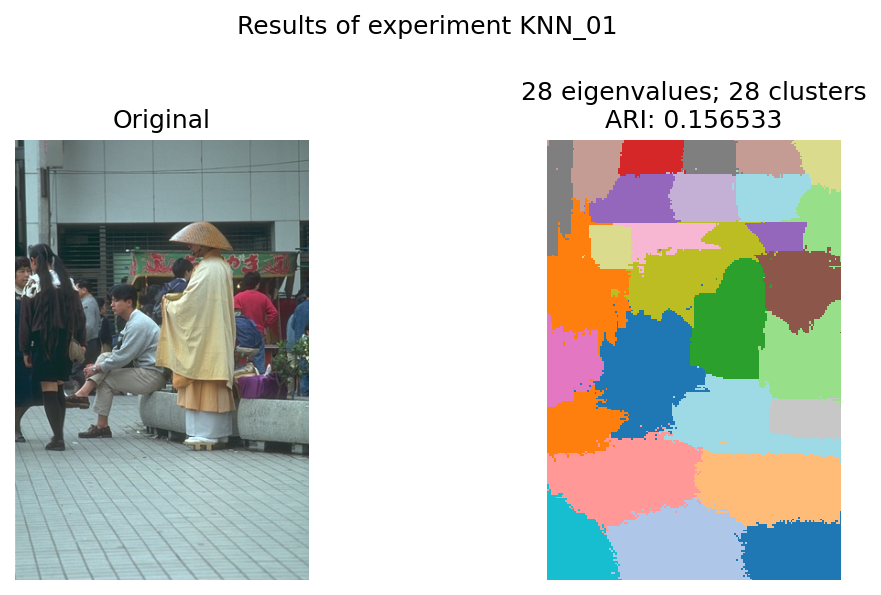 Results of experiment KNN_01
Original
28 eigenvalues; 28 clusters
ARI: 0.156533